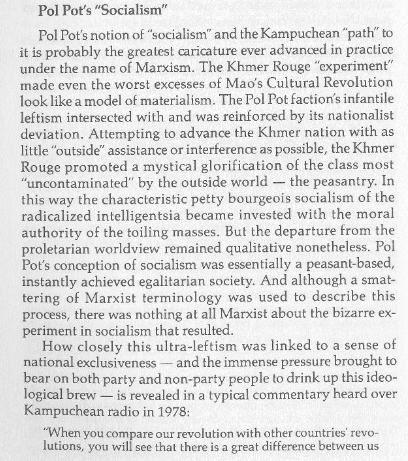 Pol Pot's "Socialism"
Pol Pot's notion of "socialism" and the Kampuchean "path" to
it is probably the greatest caricature ever advanced in practice
under the name of Marxism. The Khmer Rouge "experiment"
made even the worst excesses of Mao's Cultural Revolution
look like a model of materialism. The Pol Pot faction's infantile
leftism intersected with and was reinforced by its nationalist
deviation. Attempting to advance the Khmer nation with as
little "outside" assistance or interference as possible, the Khmer
Rouge promoted a mystical glorification of the class most
"uncontaminated" by the outside world — the peasantry. In
this way the characteristic petty bourgeois socialism of the
radicalized intelligentsia became invested with the moral
authority of the toiling masses. But the departure from the
proletarian worldview remained qualitative nonetheless. Pol
Pot's conception of socialism was essentially a peasant-based,
instantly achieved egalitarian society. And although a smat-
tering of Marxist terminology was used to describe this
process, there was nothing at all Marxist about the bizarre ex-
periment in socialism that resulted.
How closely this ultra-leftism was linked to a sense of
national exclusiveness — and the immense pressure brought to
bear on both party and non-party people to drink up this ideo-
logical brew — is revealed in a typical commentary heard over
Kampuchean radio in 1978:
"When you compare our revolution with other countries' revo-
lutions, you will see that there is a great difference between us